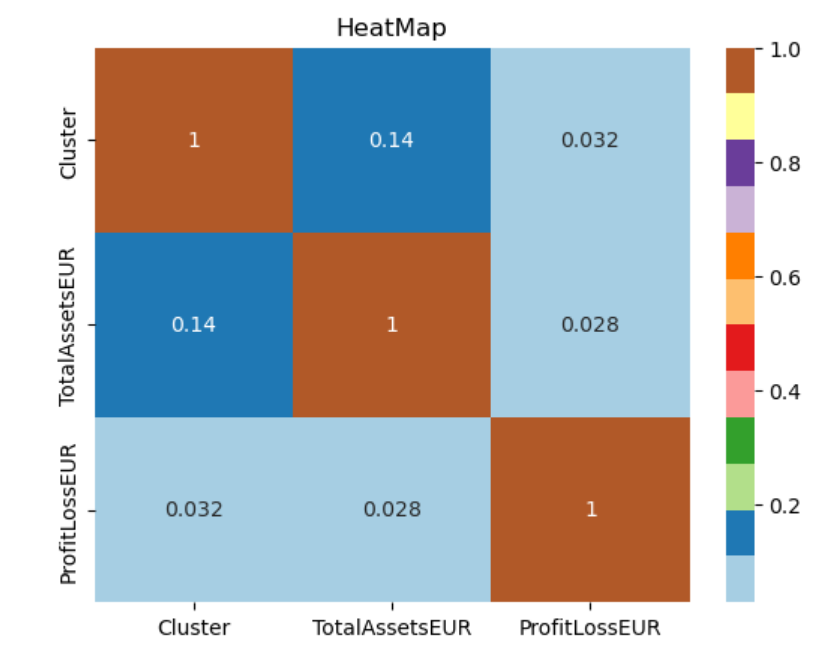 HeatMap
Cluster
1
0.14
0.032
TotalAssetsEUR
0.14
1
0.028
ProfitLossEUR
0.032
0.028
1
Cluster
TotalAssetsEUR
ProfitLossEUR
1.0
0.8
0.6
0.4
0.2